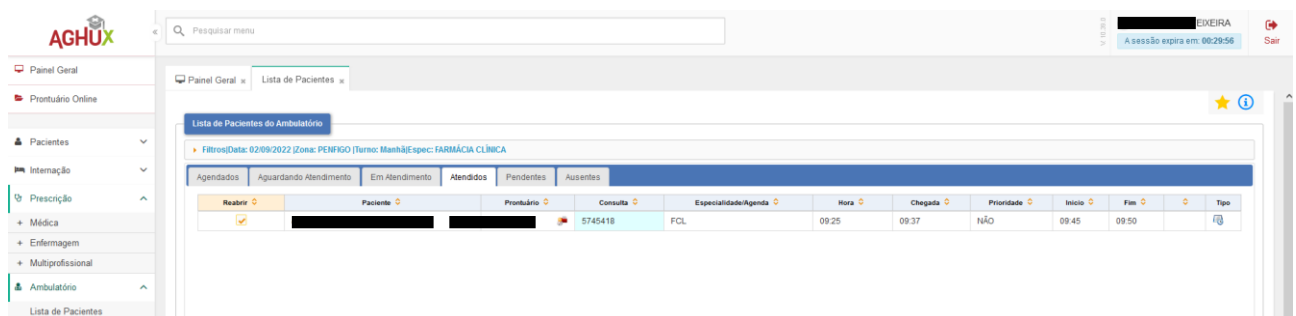 AGHUX
Pesquisar menu
EIXEIRA
A sessão expira em: 00:29:56
Sair
Painel Geral
Prontuário Online
Pacientes
Internação
Prescrição
+ Médica
+ Enfermagem
+ Multiprofissional
Ambulatório
Lista de Pacientes
Painel Geral
Lista de Pacientes
Lista de Pacientes do Ambulatório
Filtros|Data: 02/09/2022 |Zona: PENFIGO |Turno: Manhã|Espec: FARMÁCIA CLÍNICA
Agendados Aguardando Atendimento Em Atendimento Atendidos Pendentes Ausentes
Reabrir Paciente Prontuário Consulta Especialidade/Agenda Hora Chegada Prioridade Inicio Fim Tipo
5745418 FCL 09:25 09:37 NÃO 09:45 09:50